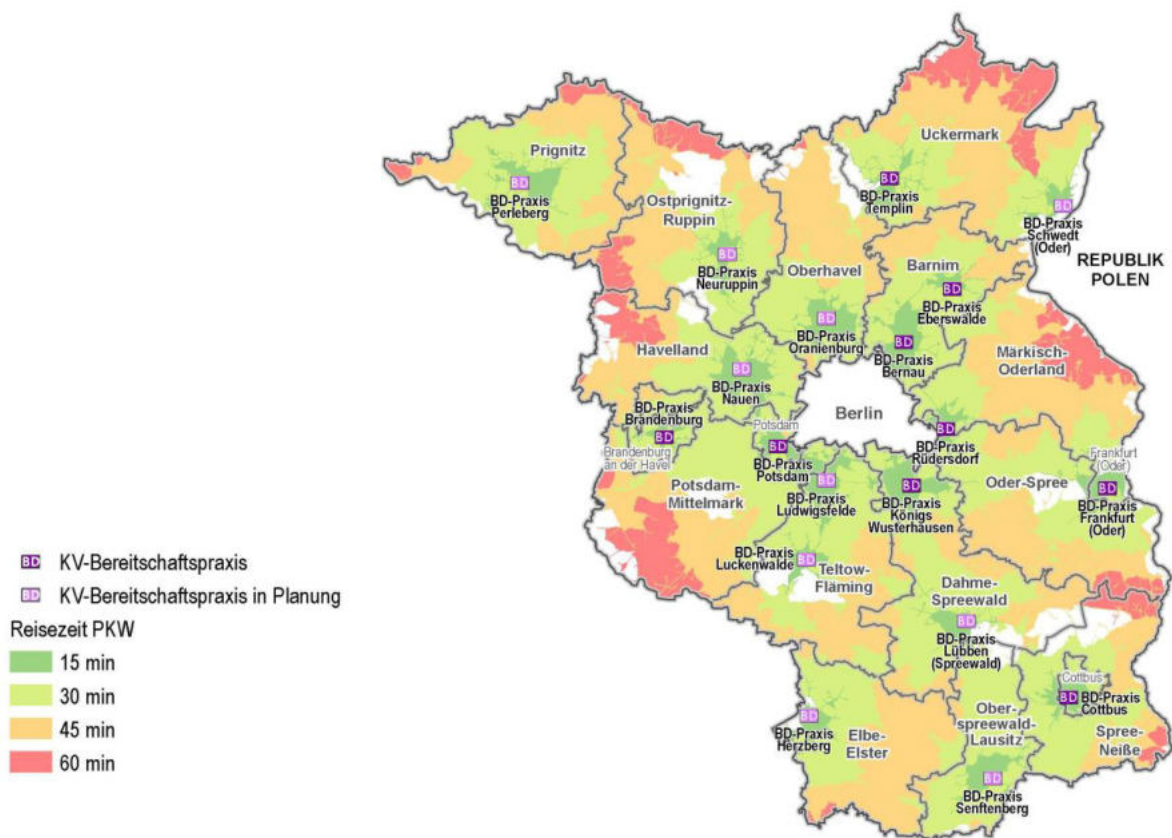 Uckermark
Prignitz
BD
BD-Praxis
Templin
BD
BD-Praxis
Perleberg
Ostprignitz-
Ruppin
BD
BD-Praxis
Schwedt
(Oder)
BD
BD-Praxis
Neuruppin
Oberhavel
Barnim
REPUBLIK
POLEN
BD
BD-Praxis
Eberswalde
BD
BD-Praxis
Oranienburg
BD
BD-Praxis
Bernau
Havelland
Märkisch-
Oderland
BD
BD-Praxis
Nauen
Berlin
BD-Praxis
Brandenburg
BD
Brandenburg
an der Havel
Potsdam
BD
BD-Praxis
Potsdam
BD
BD-Praxis
Rüdersdorf
Frankfurt
(Oder)
BD
BD-Praxis
Frankfurt
(Oder)
Oder-Spree
Potsdam-
Mittelmark
BD
BD-Praxis
Ludwigsfelde
BD
BD-Praxis
Königs
Wusterhausen
BD-Praxis
Luckenwalde
BD
Teltow-
Fläming
Dahme-
Spreewald
BD
BD-Praxis
Lübben
(Spreewald)
Cottbus
BD
BD-Praxis
Cottbus
BD
BD-Praxis
Herzberg
Elbe-
Elster
Ober-
spreewald-
Lausitz
Spree-
Neiße
BD
BD-Praxis
Senftenberg
BD KV-Bereitschaftspraxis
BD KV-Bereitschaftspraxis in Planung
Reisezeit PKW
15 min
30 min
45 min
60 min